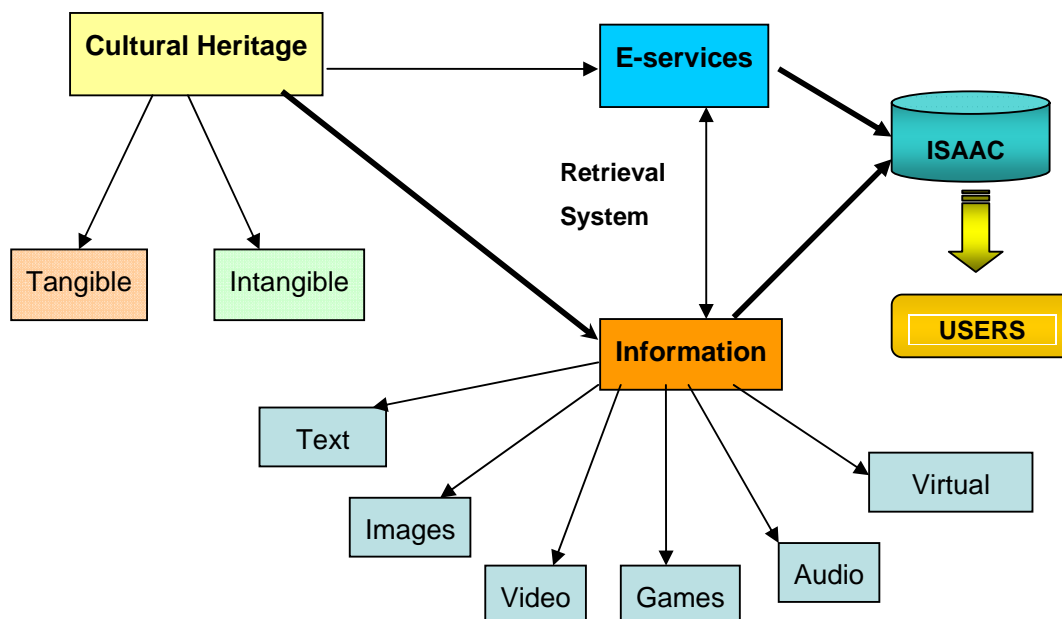 Cultural Heritage
E-services
ISAAC
Retrieval
System
Tangible
Intangible
USERS
Information
Text
Images
Video
Games
Audio
Virtual